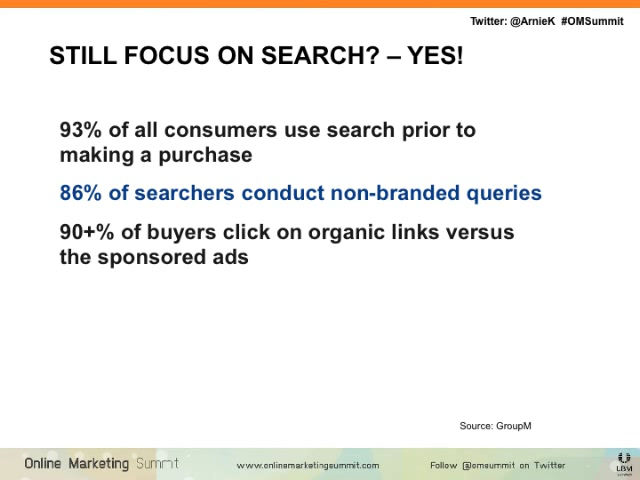 Twitter: @ArnieK #OMSummit
STILL FOCUS ON SEARCH? – YES!
93% of all consumers use search prior to
making a purchase
86% of searchers conduct non-branded queries
90+% of buyers click on organic links versus
the sponsored ads
Source: GroupM
Online Marketing Summit
www.onlinemarketingsummit.com
Follow @omsummit on Twitter
UBM